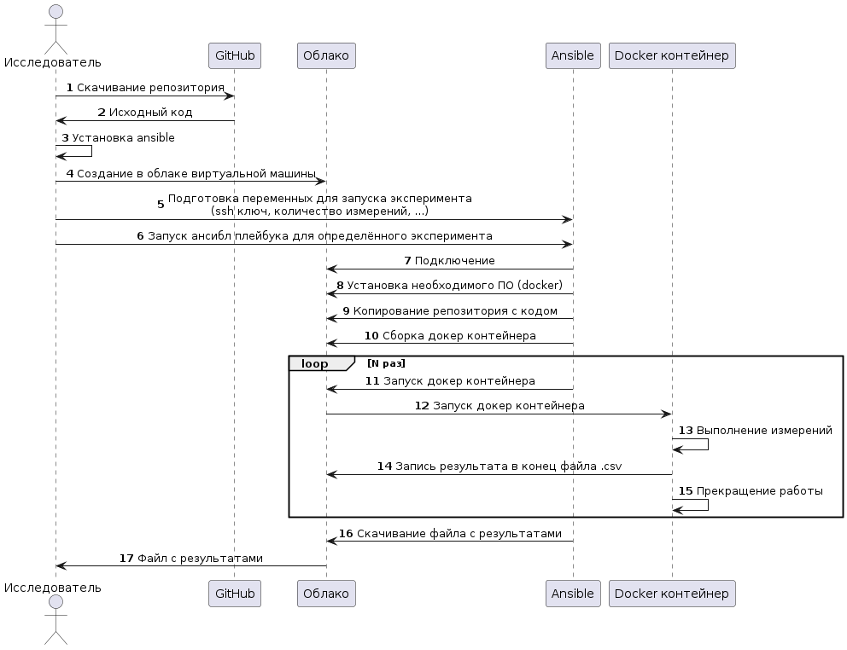 Исследователь
GitHub
Облако
Ansible
Docker контейнер
1 Скачивание репозитория
2 Исходный код
3 Установка ansible
4 Создание в облаке виртуальной машины
5 Подготовка переменных для запуска эксперимента
(ssh ключ, количество измерений, ...)
6 Запуск ансибл плейбука для определённого эксперимента
7 Подключение
8 Установка необходимого ПО (docker)
9 Копирование репозитория с кодом
10 Сборка докер контейнера
loop [N раз]
11 Запуск докер контейнера
12 Запуск докер контейнера
13 Выполнение измерений
14 Запись результата в конец файла .csv
15 Прекращение работы
16 Скачивание файла с результатами
17 Файл с результатами
Исследователь
GitHub
Облако
Ansible
Docker контейнер